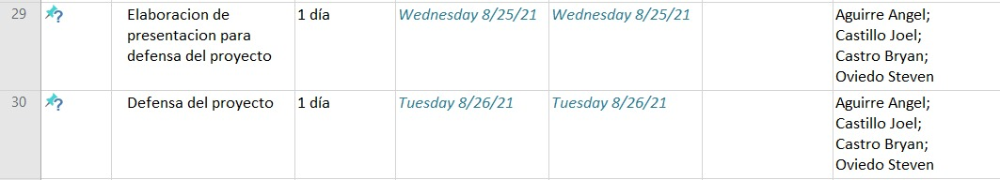 29 Elaboracion de presentacion para defensa del proyecto 1 día Wednesday 8/25/21 Wednesday 8/25/21 Aguirre Angel; Castillo Joel; Castro Bryan; Oviedo Steven
30 Defensa del proyecto 1 día Tuesday 8/26/21 Tuesday 8/26/21 Aguirre Angel; Castillo Joel; Castro Bryan; Oviedo Steven